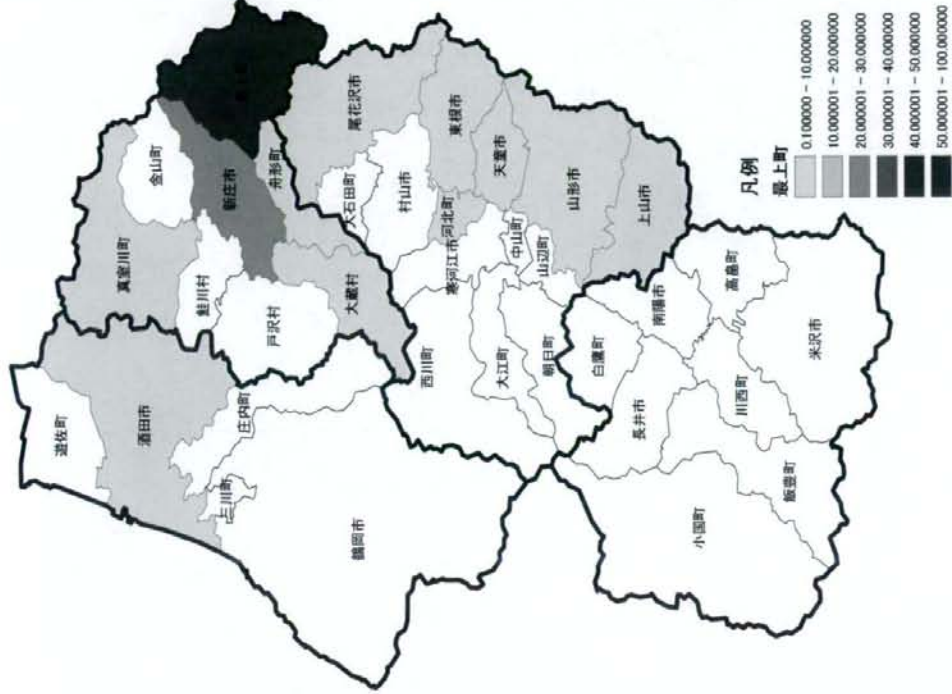 遊佐町
酒田市
庄内町
三川町
鶴岡市
真室川町
金山町
鮭川村
新庄市
戸沢村
舟形町
大蔵村
尾花沢市
大石田町
村山市
東根市
河北町
天童市
西川町
寒河江市
中山町
大江町
山辺町
山形市
朝日町
上山市
白鷹町
南陽市
高畠町
長井市
川西町
米沢市
小国町
飯豊町
凡例
最上町
0.100000 - 10.000000
10.000001 - 20.000000
20.000001 - 30.000000
30.000001 - 40.000000
40.000001 - 50.000000
50.000001 - 100.000000